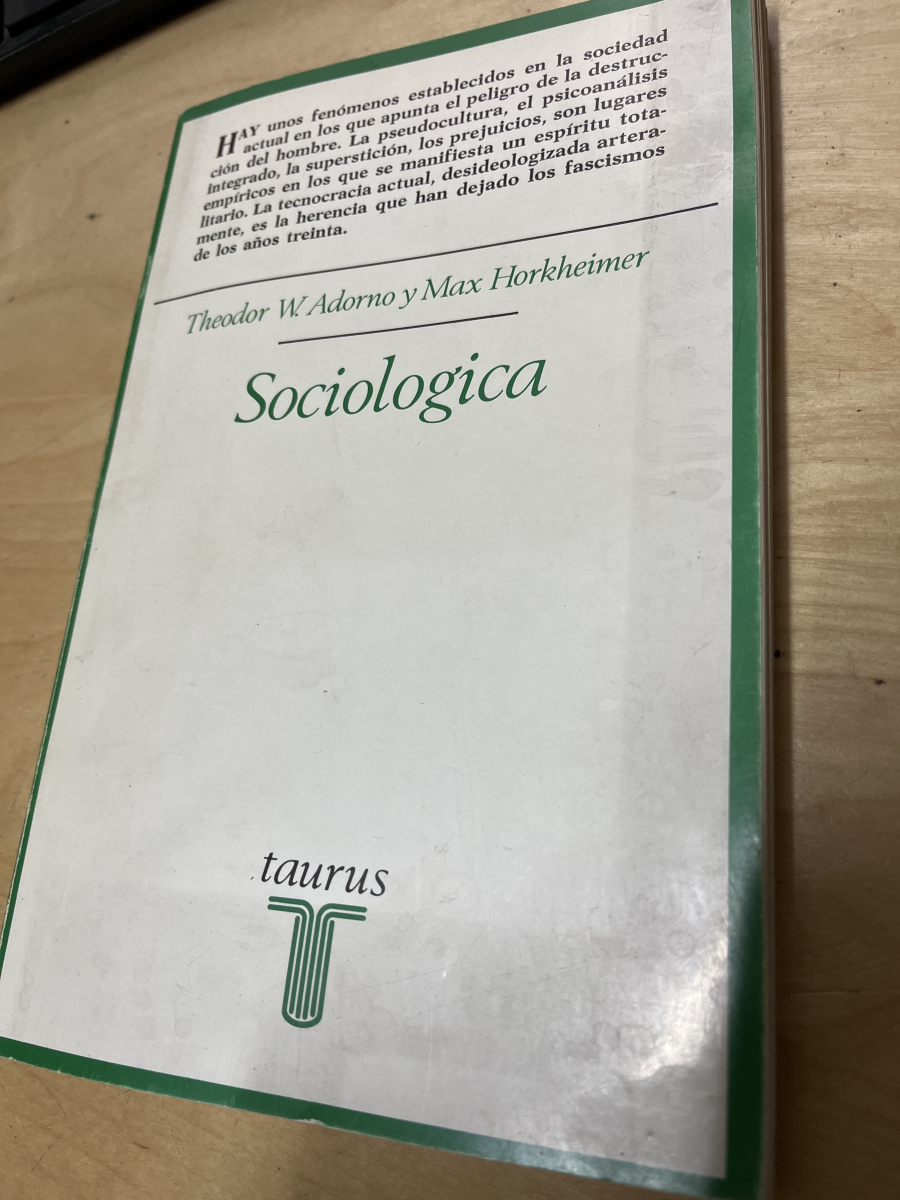 HAY unos fenómenos establecidos en la sociedad
actual en los que apunta el peligro de la destruc-
ción del hombre. La pseudocultura, el psicoanálisis
integrado, la superstición, los prejuicios, son lugares
empíricos en los que se manifiesta un espíritu tota-
litario. La tecnocracia actual, desideologizada artera-
mente, es la herencia que han dejado los fascismos
de los años treinta.
Theodor W. Adorno y Max Horkheimer
Sociologica
taurus